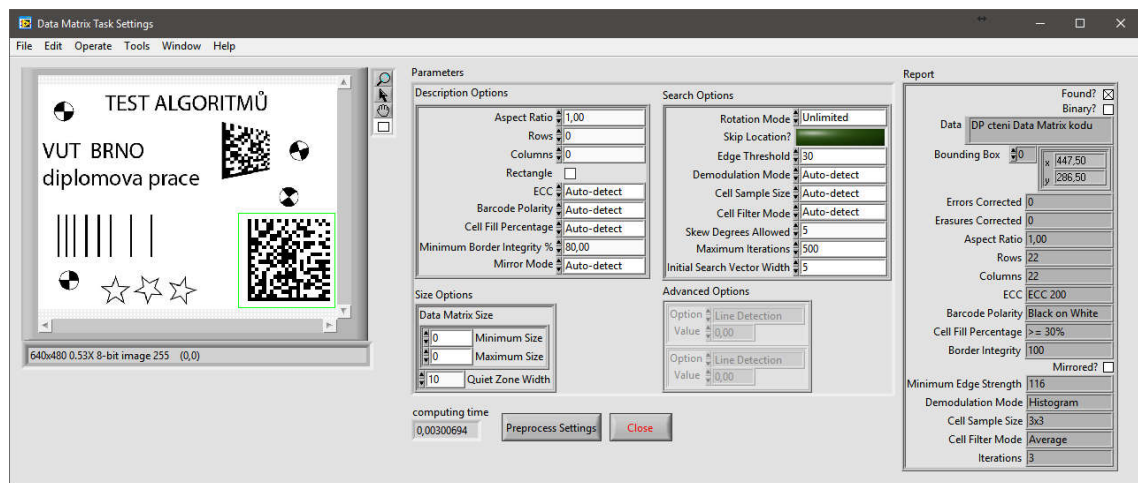 Data Matrix Task Settings
File Edit Operate Tools Window Help
TEST ALGORITMŮ
VUT BRNO
diplomova prace
640x480 0.53X 8-bit image 255 (0,0)
Parameters
Description Options
Aspect Ratio 1,00
Rows 0
Columns 0
Rectangle
ECC Auto-detect
Barcode Polarity Auto-detect
Cell Fill Percentage Auto-detect
Minimum Border Integrity % 80,00
Mirror Mode Auto-detect
Size Options
Data Matrix Size
0 Minimum Size
0 Maximum Size
10 Quiet Zone Width
computing time
0,00300694
Preprocess Settings
Close
Search Options
Rotation Mode Unlimited
Skip Location?
Edge Threshold 30
Demodulation Mode Auto-detect
Cell Sample Size Auto-detect
Cell Filter Mode Auto-detect
Skew Degrees Allowed 5
Maximum Iterations 500
Initial Search Vector Width 5
Advanced Options
Option Line Detection
Value 0,00
Option Line Detection
Value 0,00
Report
Found?
Binary?
Data DP cteni Data Matrix kodu
Bounding Box 0 x 447,50
y 286,50
Errors Corrected 0
Erasures Corrected 0
Aspect Ratio 1,00
Rows 22
Columns 22
ECC ECC 200
Barcode Polarity Black on White
Cell Fill Percentage >= 30%
Border Integrity 100
Mirrored?
Minimum Edge Strength 116
Demodulation Mode Histogram
Cell Sample Size 3x3
Cell Filter Mode Average
Iterations 3